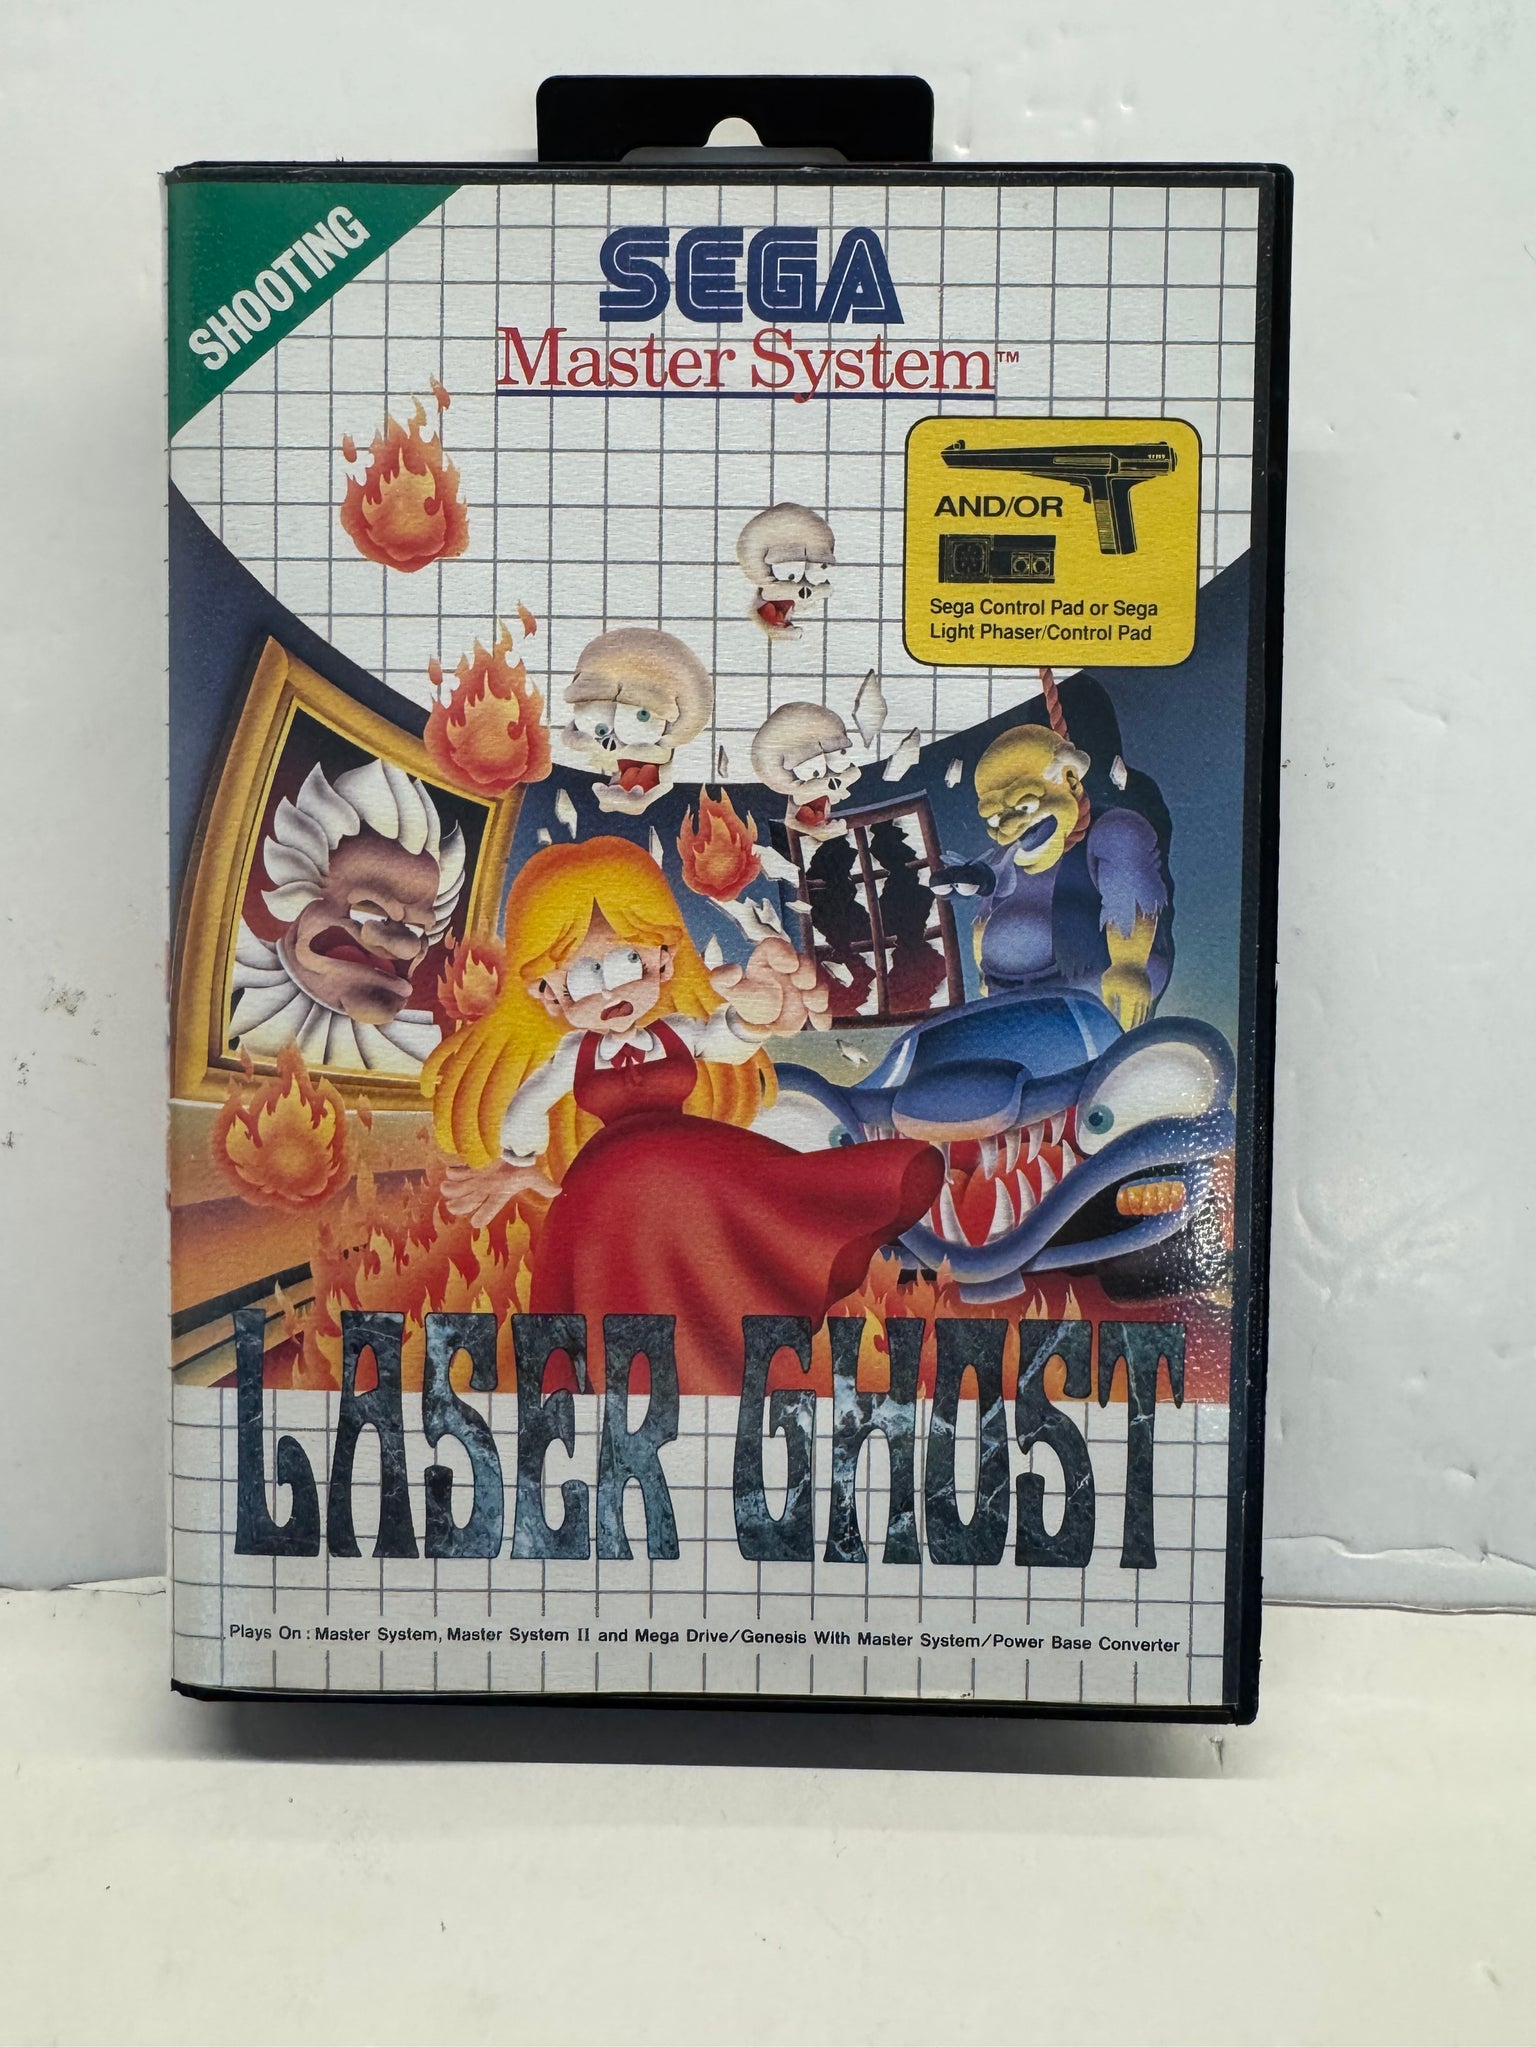 SHOOTING
SEGA
Master System™
AND/OR
Sega Control Pad or Sega
Light Phaser/Control Pad
LASER GHOST
Plays On : Master System, Master System II and Mega Drive/Genesis With Master System/Power Base Converter